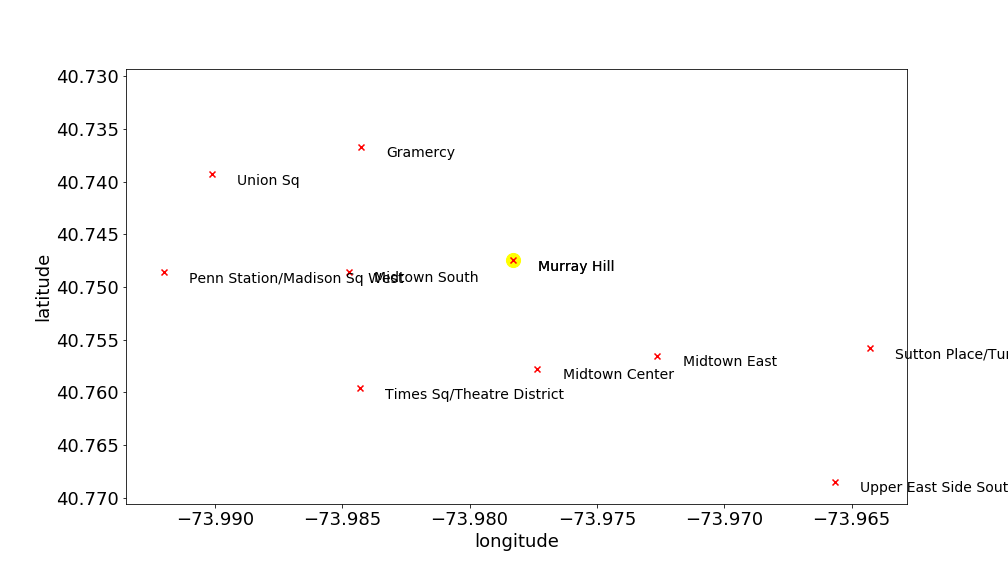 40.730
40.735
Gramercy
40.740
Union Sq
40.745
Murray Hill
40.750
Penn Station/Madison Sq West
Midtown South
40.755
Sutton Place/Tur
Midtown East
Midtown Center
40.760
Times Sq/Theatre District
40.765
Upper East Side Sout
40.770
−73.990
−73.985
−73.980
−73.975
−73.970
−73.965
longitude
latitude